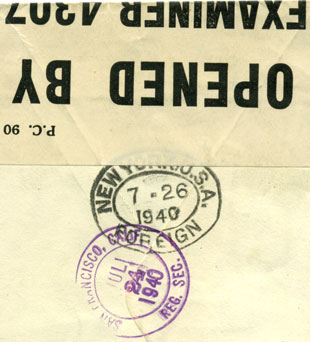 P.C. 90
OPENED BY
EXAMINER 4307
NEW YORK. U.S.A.
7-26
1940
FOREIGN
SAN FRANCISCO, CALIF.
JUL
24
1940
REG. SEC.